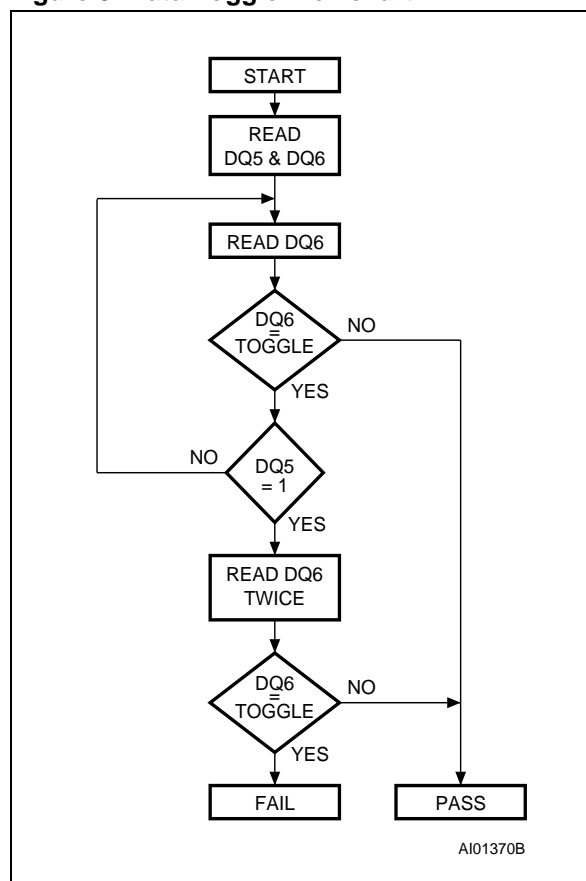 START
READ
DQ5 & DQ6
READ DQ6
DQ6
=
TOGGLE
NO
YES
NO
DQ5
= 1
YES
READ DQ6
TWICE
DQ6
=
TOGGLE
NO
YES
FAIL
PASS
AI01370B